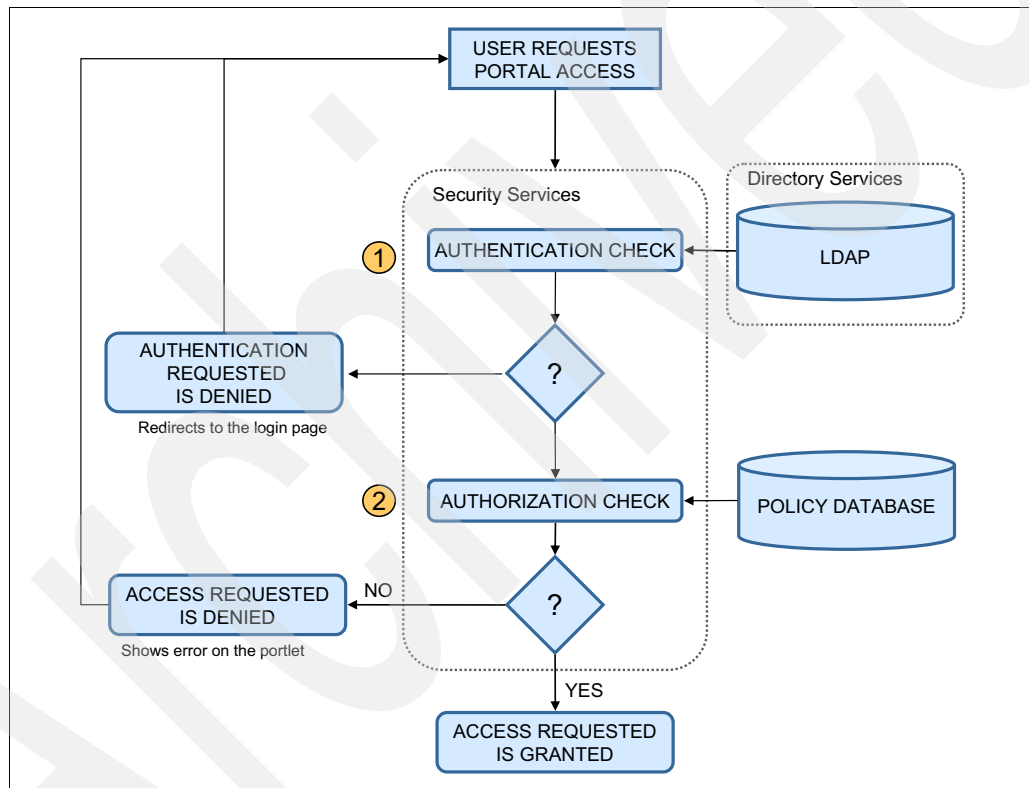 USER REQUESTS
PORTAL ACCESS
Security Services
Directory Services
1
AUTHENTICATION CHECK
LDAP
?
AUTHENTICATION
REQUESTED
IS DENIED
Redirects to the login page
2
AUTHORIZATION CHECK
POLICY DATABASE
?
NO
ACCESS REQUESTED
IS DENIED
Shows error on the portlet
YES
ACCESS REQUESTED
IS GRANTED